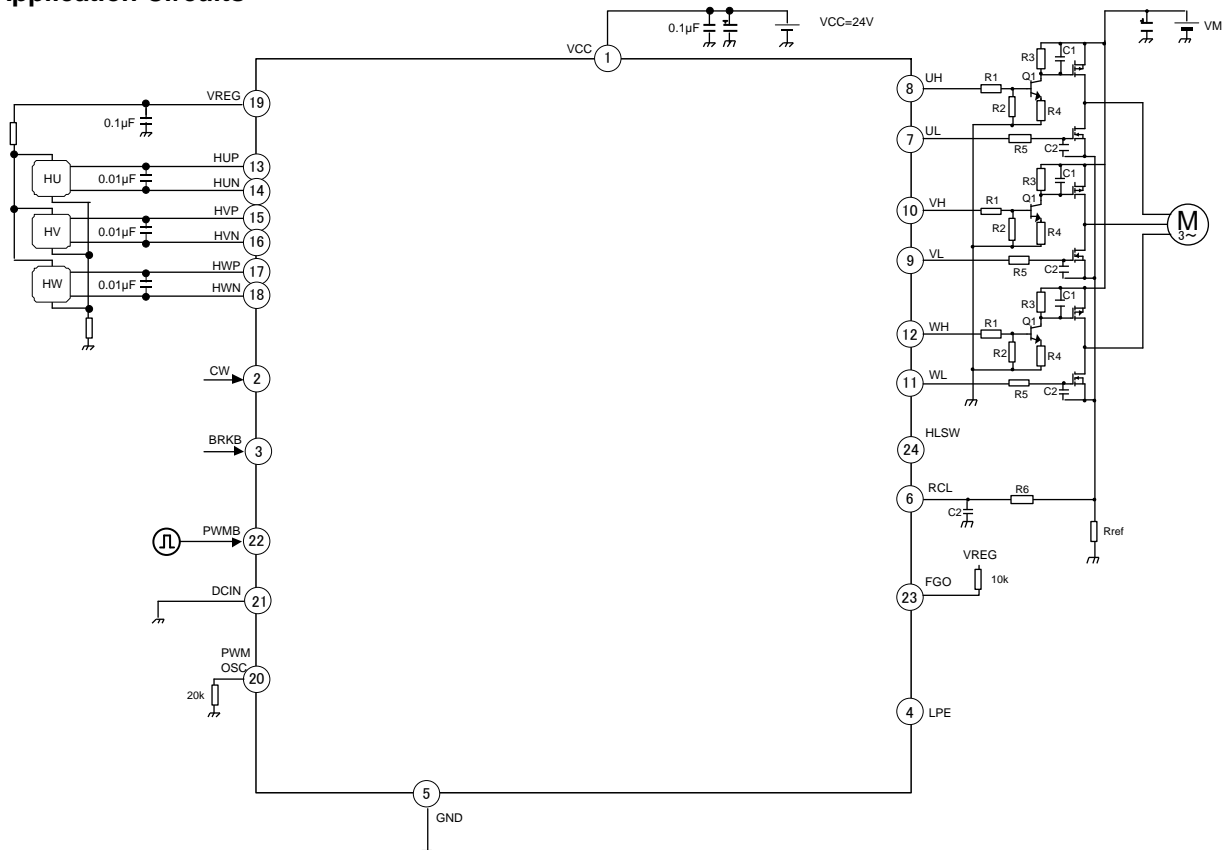 Application Circuits
0.1µF
VCC=24V
VM
VCC
1
VREG
19
0.1µF
HU
HUP
13
0.01µF
HUN
14
HV
HVP
15
0.01µF
HVN
16
HW
HWP
17
0.01µF
HWN
18
CW
2
BRKB
3
PWMB
22
DCIN
21
PWM
OSC
20
20k
5
GND
8
UH
R1
R2
R3
C1
Q1
R4
7
UL
R5
C2
10
VH
R1
R2
R3
C1
Q1
R4
9
VL
R5
C2
12
WH
R1
R2
R3
C1
Q1
R4
11
WL
R5
C2
M
3~
24
HLSW
6
RCL
R6
C2
Rref
VREG
10k
23
FGO
4
LPE